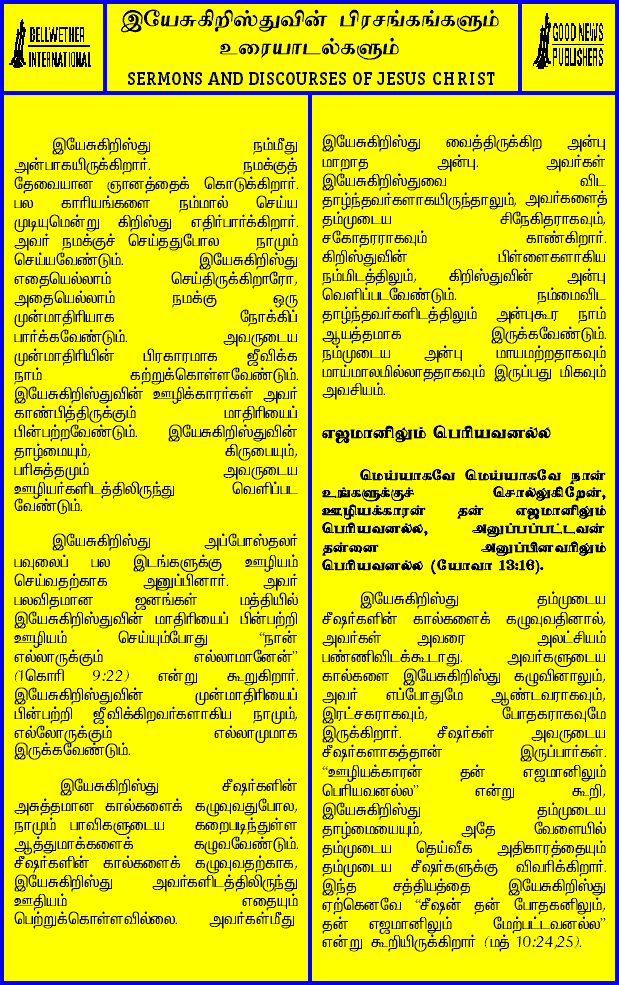 BELLWETHER
INTERNATIONAL
இயேசுகிறிஸ்துவின் பிரசங்கங்களும்
உரையாடல்களும்
SERMONS AND DISCOURSES OF JESUS CHRIST
GOOD NEWS
PUBLISHERS
இயேசுகிறிஸ்து நம்மீது
அன்பாகயிருக்கிறார். நமக்குத்
தேவையான ஞானத்தைக் கொடுக்கிறார்.
பல காரியங்களை நம்மால் செய்ய
முடியுமென்று கிறிஸ்து எதிர்பார்க்கிறார்.
அவர் நமக்குச் செய்ததுபோல நாமும்
செய்யவேண்டும். இயேசுகிறிஸ்து
எதையெல்லாம் செய்திருக்கிறாரோ,
அதையெல்லாம் நமக்கு ஒரு
முன்மாதிரியாக நோக்கிப்
பார்க்கவேண்டும். அவருடைய
முன்மாதிரியின் பிரகாரமாக ஜீவிக்க
நாம் கற்றுக்கொள்ளவேண்டும்.
இயேசுகிறிஸ்துவின் ஊழிக்காரர்கள் அவர்
காண்பித்திருக்கும் மாதிரியைப்
பின்பற்றவேண்டும். இயேசுகிறிஸ்துவின்
தாழ்மையும், கிருபையும்,
பரிசுத்தமும் அவருடைய
ஊழியர்களிடத்திலிருந்து வெளிப்பட
வேண்டும்.
இயேசுகிறிஸ்து அப்போஸ்தலர்
பவுலைப் பல இடங்களுக்கு ஊழியம்
செய்வதற்காக அனுப்பினார். அவர்
பலவிதமான ஜனங்கள் மத்தியில்
இயேசுகிறிஸ்துவின் மாதிரியைப் பின்பற்றி
ஊழியம் செய்யும்போது “நான்
எல்லாருக்கும் எல்லாமானேன்”
(1கொரி 9:22) என்று கூறுகிறார்.
இயேசுகிறிஸ்துவின் முன்மாதிரியைப்
பின்பற்றி ஜீவிக்கிறவர்களாகிய நாமும்,
எல்லோருக்கும் எல்லாமுமாக
இருக்கவேண்டும்.
இயேசுகிறிஸ்து சீஷர்களின்
அசுத்தமான கால்களைக் கழுவுவதுபோல,
நாமும் பாவிகளுடைய கறைபடிந்துள்ள
ஆத்துமாக்களைக் கழுவவேண்டும்.
சீஷர்களின் கால்களைக் கழுவுவதற்காக,
இயேசுகிறிஸ்து அவர்களிடத்திலிருந்து
ஊதியம் எதையும்
பெற்றுக்கொள்ளவில்லை. அவர்கள்மீது
இயேசுகிறிஸ்து வைத்திருக்கிற அன்பு
மாறாத அன்பு. அவர்கள்
இயேசுகிறிஸ்துவை விட
தாழ்ந்தவர்களாகயிருந்தாலும், அவர்களைத்
தம்முடைய சிநேகிதராகவும்,
சகோதரராகவும் காண்கிறார்.
கிறிஸ்துவின் பிள்ளைகளாகிய
நம்மிடத்திலும், கிறிஸ்துவின் அன்பு
வெளிப்படவேண்டும். நம்மைவிட
தாழ்ந்தவர்களிடத்திலும் அன்புகூர நாம்
ஆயத்தமாக இருக்கவேண்டும்.
நம்முடைய அன்பு மாயமற்றதாகவும்
மாய்மாலமில்லாததாகவும் இருப்பது மிகவும்
அவசியம்.
எஜமானிலும் பெரியவனல்ல
மெய்யாகவே மெய்யாகவே நான்
உங்களுக்குச் சொல்லுகிறேன்,
ஊழியக்காரன் தன் எஜமானிலும்
பெரியவனல்ல, அனுப்பப்பட்டவன்
தன்னை அனுப்பினவரிலும்
பெரியவனல்ல (யோவா 13:16).
இயேசுகிறிஸ்து தம்முடைய
சீஷர்களின் கால்களைக் கழுவுவதினால்,
அவர்கள் அவரை அலட்சியம்
பண்ணிவிடக்கூடாது. அவர்களுடைய
கால்களை இயேசுகிறிஸ்து கழுவினாலும்,
அவர் எப்போதுமே ஆண்டவராகவும்,
இரட்சகராகவும், போதகராகவுமே
இருக்கிறார். சீஷர்கள் அவருடைய
சீஷர்களாகத்தான் இருப்பார்கள்.
“ஊழியக்காரன் தன் எஜமானிலும்
பெரியவனல்ல” என்று கூறி,
இயேசுகிறிஸ்து தம்முடைய
தாழ்மையையும், அதே வேளையில்
தம்முடைய தெய்வீக அதிகாரத்தையும்
தம்முடைய சீஷர்களுக்கு விவரிக்கிறார்.
இந்த சத்தியத்தை இயேசுகிறிஸ்து
ஏற்கெனவே “சீஷன் தன் போதகனிலும்,
தன் எஜமானிலும் மேற்பட்டவனல்ல”
என்று கூறியிருக்கிறார் (மத் 10:24,25).